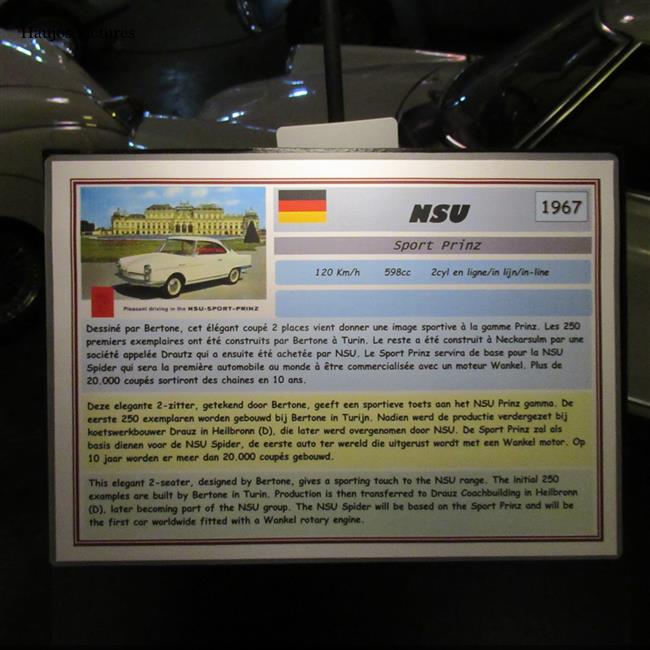 Haujos Pictures
NSU
1967
Sport Prinz
120 Km/h 598cc 2cyl en ligne/in lijn/in-line
Pleasant driving in the NSU-SPORT-PRINZ
Dessiné par Bertone, cet élégant coupé 2 places vient donner une image sportive à la gamme Prinz. Les 250
premiers exemplaires ont été construits par Bertone à Turin. Le reste a été construit à Neckarsulm par une
société appelée Drautz qui a ensuite été achetée par NSU. Le Sport Prinz servira de base pour la NSU
Spider qui sera la première automobile au monde à être commercialisée avec un moteur Wankel. Plus de
20.000 coupés sortiront des chaines en 10 ans.
Deze elegante 2-zitter, getekend door Bertone, geeft een sportieve toets aan het NSU Prinz gamma. De
eerste 250 exemplaren worden gebouwd bij Bertone in Turijn. Nadien werd de productie verdergezet bij
koetswerkbouwer Drauz in Heilbronn (D), die later werd overgenomen door NSU. De Sport Prinz zal als
basis dienen voor de NSU Spider, de eerste auto ter wereld die uitgerust wordt met een Wankel motor. Op
10 jaar worden er meer dan 20.000 coupés gebouwd.
This elegant 2-seater, designed by Bertone, gives a sporting touch to the NSU range. The initial 250
examples are built by Bertone in Turin. Production is then transferred to Drauz Coachbuilding in Heilbronn
(D), later becoming part of the NSU group. The NSU Spider will be based on the Sport Prinz and will be
the first car worldwide fitted with a Wankel rotary engine.